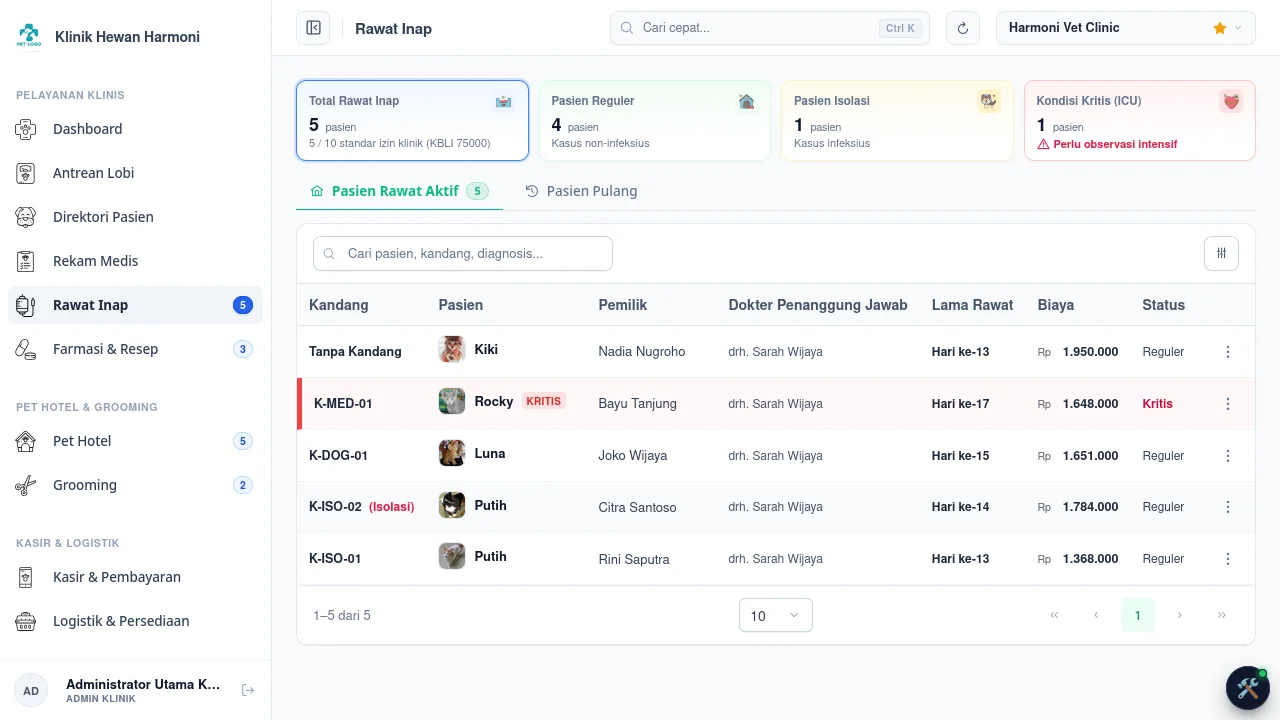 PET LOGO
Klinik Hewan Harmoni
PELAYANAN KLINIS
Dashboard
Antrean Lobi
Direktori Pasien
Rekam Medis
Rawat Inap 5
Farmasi & Resep 3
PET HOTEL & GROOMING
Pet Hotel 5
Grooming 2
KASIR & LOGISTIK
Kasir & Pembayaran
Logistik & Persediaan
AD
Administrator Utama K...
ADMIN KLINIK
Rawat Inap
Cari cepat... Ctrl K
Harmoni Vet Clinic
Total Rawat Inap
5 pasien
5 / 10 standar izin klinik (KBLI 75000)
Pasien Reguler
4 pasien
Kasus non-infeksius
Pasien Isolasi
1 pasien
Kasus infeksius
Kondisi Kritis (ICU)
1 pasien
Perlu observasi intensif
Pasien Rawat Aktif 5
Pasien Pulang
Cari pasien, kandang, diagnosis...
Kandang Pasien Pemilik Dokter Penanggung Jawab Lama Rawat Biaya Status
Tanpa Kandang Kiki Nadia Nugroho drh. Sarah Wijaya Hari ke-13 Rp 1.950.000 Reguler
K-MED-01 Rocky KRITIS Bayu Tanjung drh. Sarah Wijaya Hari ke-17 Rp 1.648.000 Kritis
K-DOG-01 Luna Joko Wijaya drh. Sarah Wijaya Hari ke-15 Rp 1.651.000 Reguler
K-ISO-02 (Isolasi) Putih Citra Santoso drh. Sarah Wijaya Hari ke-14 Rp 1.784.000 Reguler
K-ISO-01 Putih Rini Saputra drh. Sarah Wijaya Hari ke-13 Rp 1.368.000 Reguler
1–5 dari 5
10
« ‹ 1 › »